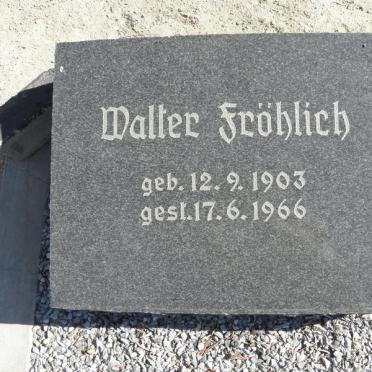 Walter Fröhlich
geb. 12. 9. 1903
gest. 17. 6. 1966